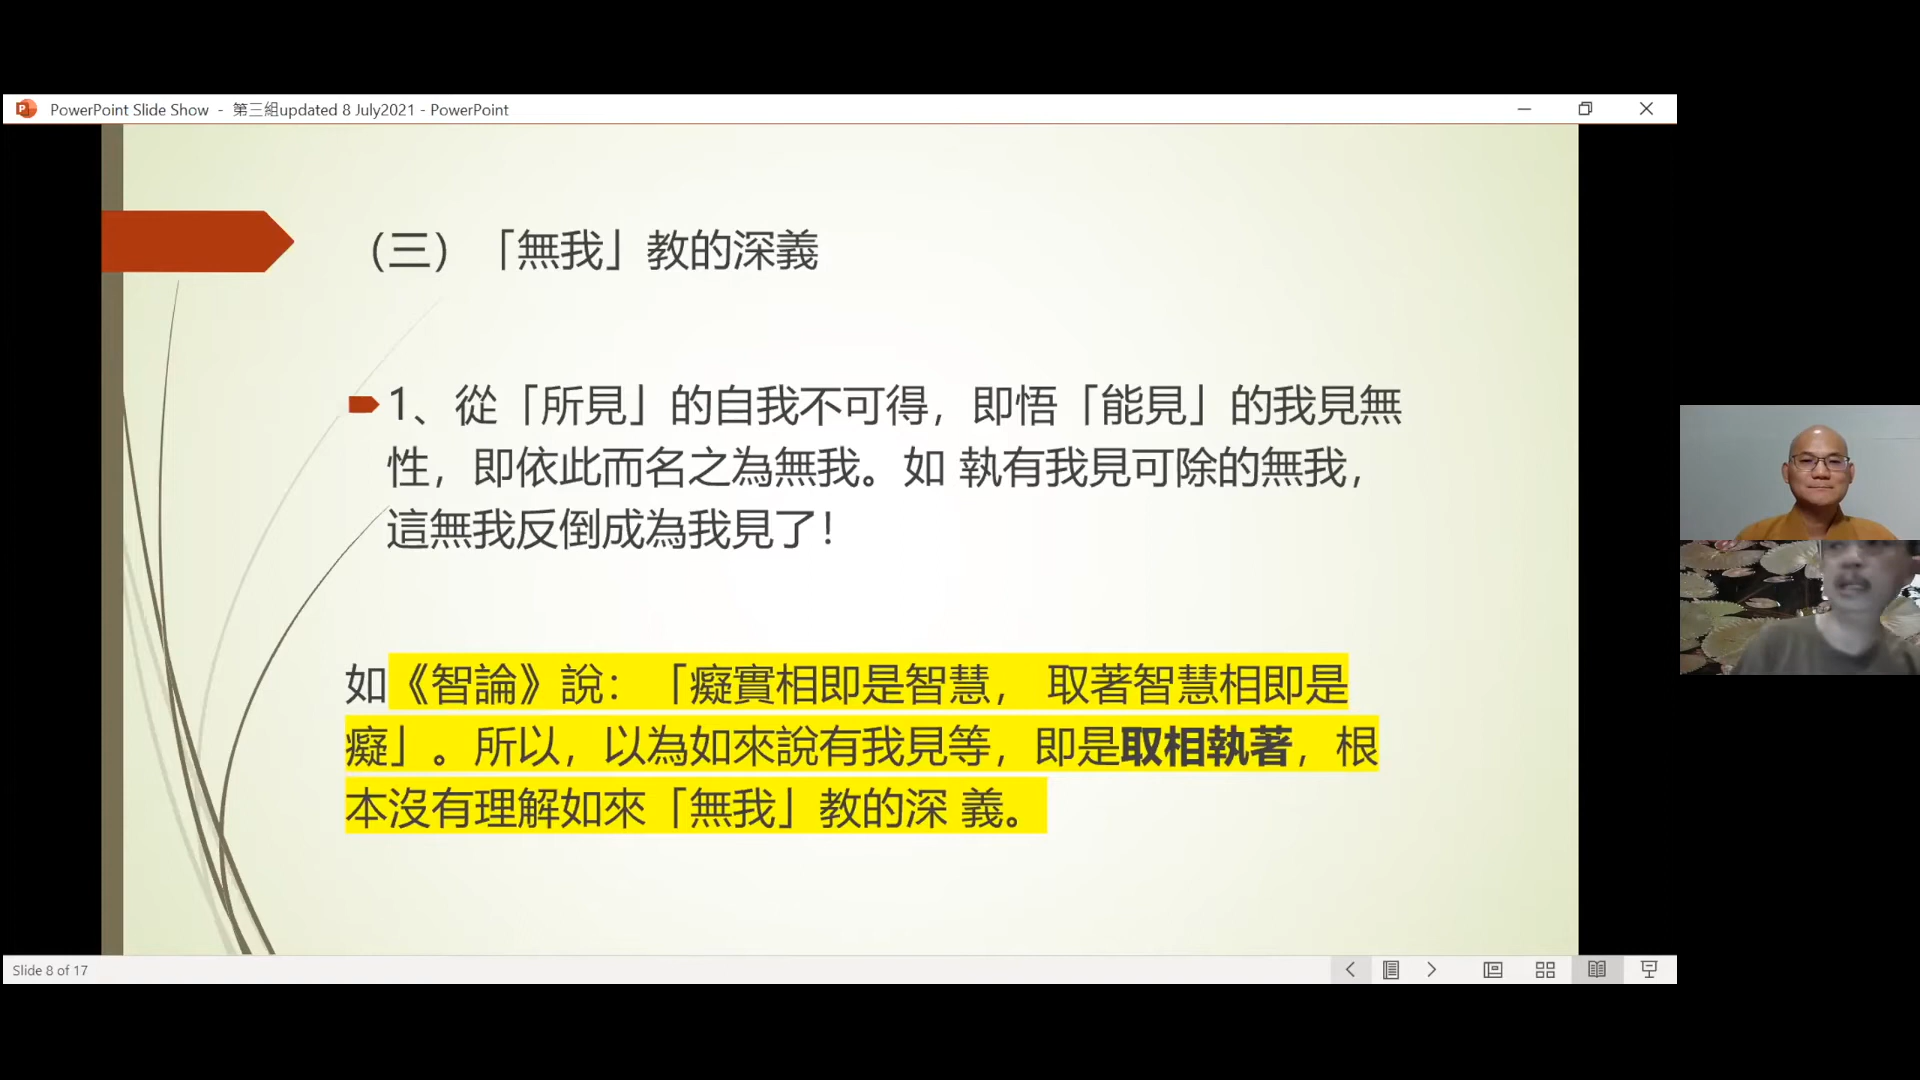 PowerPoint Slide Show - 第三組updated 8 July2021 - PowerPoint
（三）「無我」教的深義
1、從「所見」的自我不可得，即悟「能見」的我見無
性，即依此而名之為無我。如 執有我見可除的無我，
這無我反倒成為我見了！
如《智論》說：「癡實相即是智慧， 取著智慧相即是
癡」。所以，以為如來說有我見等，即是取相執著，根
本沒有理解如來「無我」教的深 義。
Slide 8 of 17